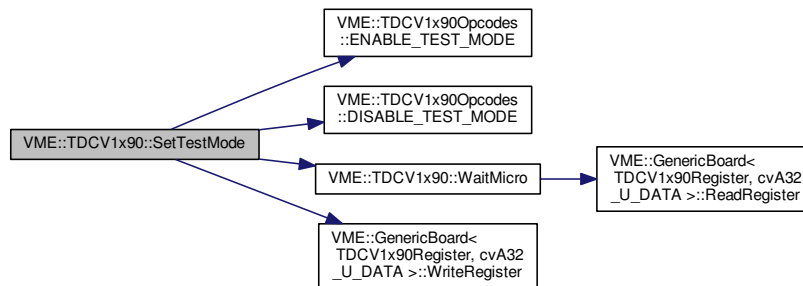 VME::TDCV1x90Opcodes
::ENABLE_TEST_MODE
VME::TDCV1x90Opcodes
::DISABLE_TEST_MODE
VME::TDCV1x90::SetTestMode
VME::TDCV1x90::WaitMicro
VME::GenericBoard<
TDCV1x90Register, cvA32
_U_DATA >::ReadRegister
VME::GenericBoard<
TDCV1x90Register, cvA32
_U_DATA >::WriteRegister